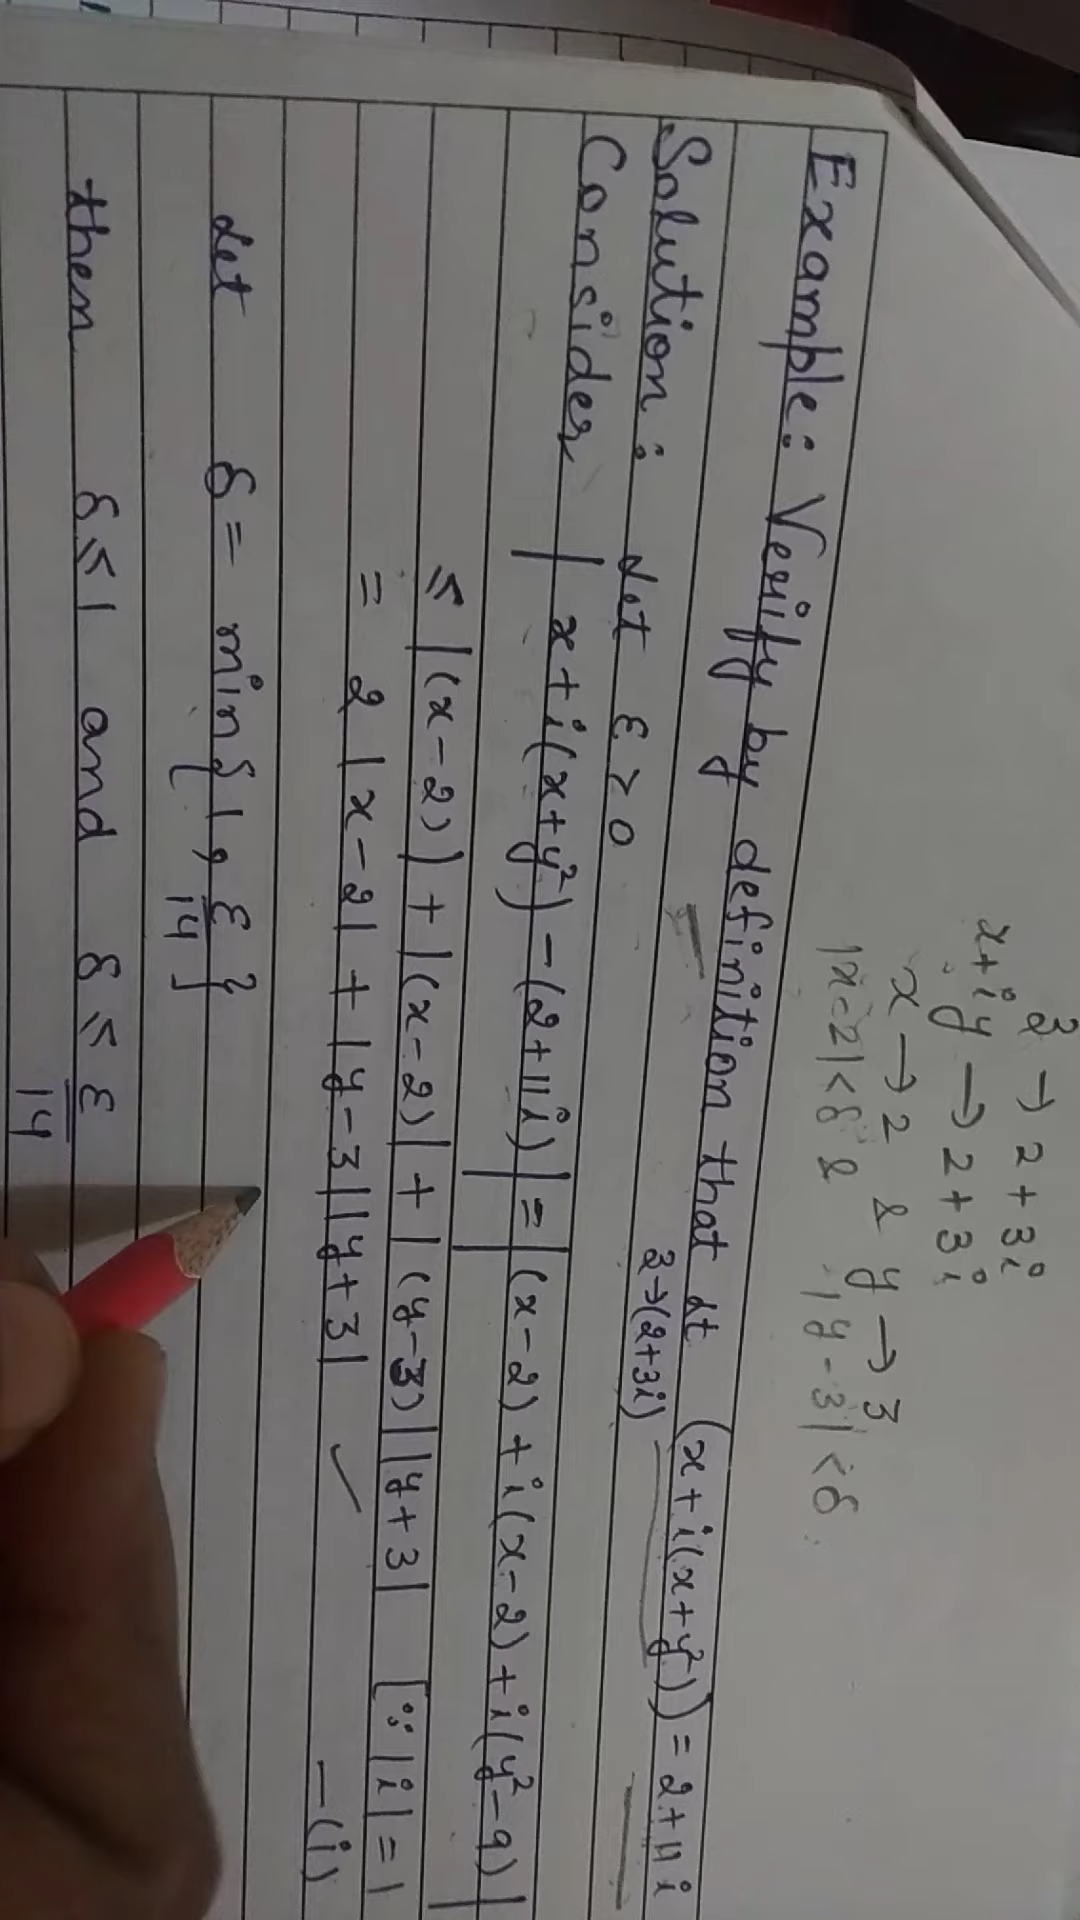 z → 2+3i
x+iy → 2+3i
x → 2 & y → 3
|x-2|<δ & |y-3|<δ
Example: Verify by definition that lt (x+i(x+y²)) = 2+11i
z→(2+3i)
Solution: Let ε>0
Consider |x+i(x+y²)-(2+11i)| = |(x-2)+i(x-2)+i(y²-9)|
≤ |(x-2)|+|(x-2)|+|(y-3)||y+3| [∵|i|=1
= 2|x-2|+|y-3||y+3| ✓ —(i)
Let δ = min{1, ε/14}
then δ≤1 and δ≤ ε/14